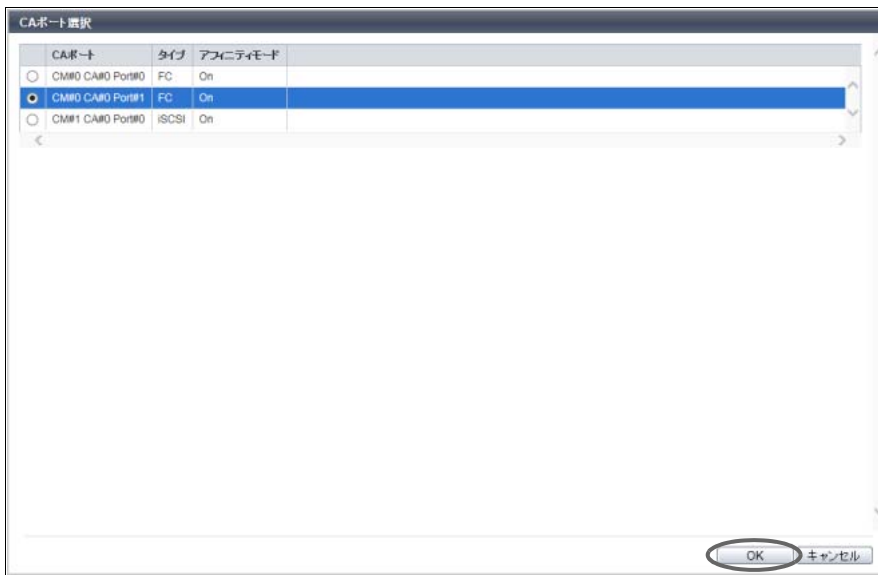 CAポート選択
CAポート タイプ アフィニティモード
CM#0 CA#0 Port#0 FC On
CM#0 CA#0 Port#1 FC On
CM#1 CA#0 Port#0 iSCSI On
OK キャンセル